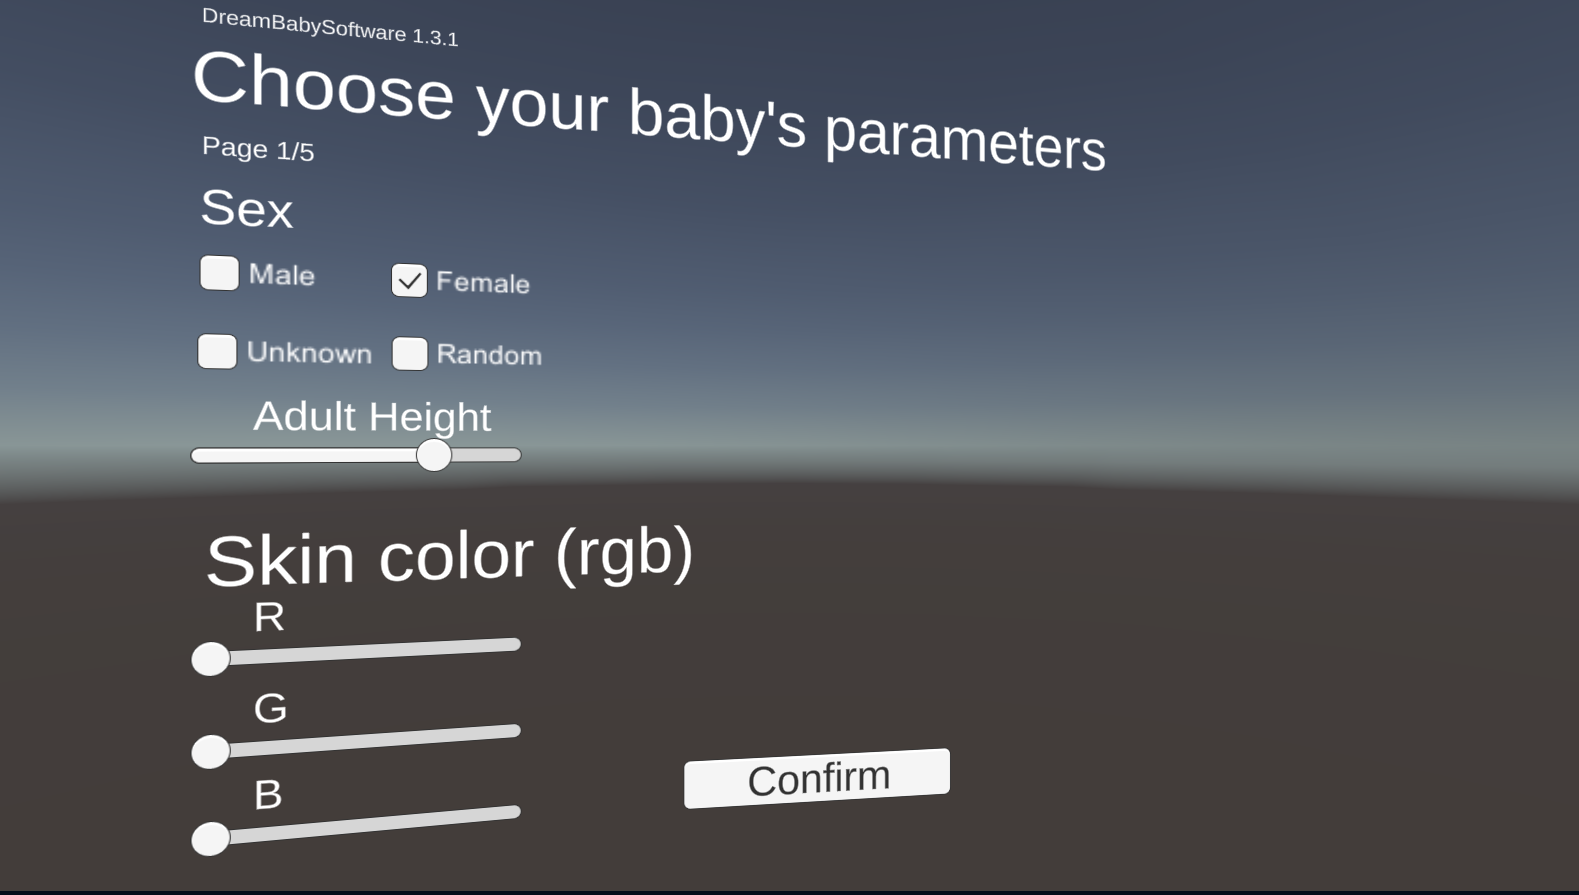 DreamBabySoftware 1.3.1
Choose your baby's parameters
Page 1/5
Sex
Male Female
Unknown Random
Adult Height
Skin color (rgb)
R
G
B
Confirm